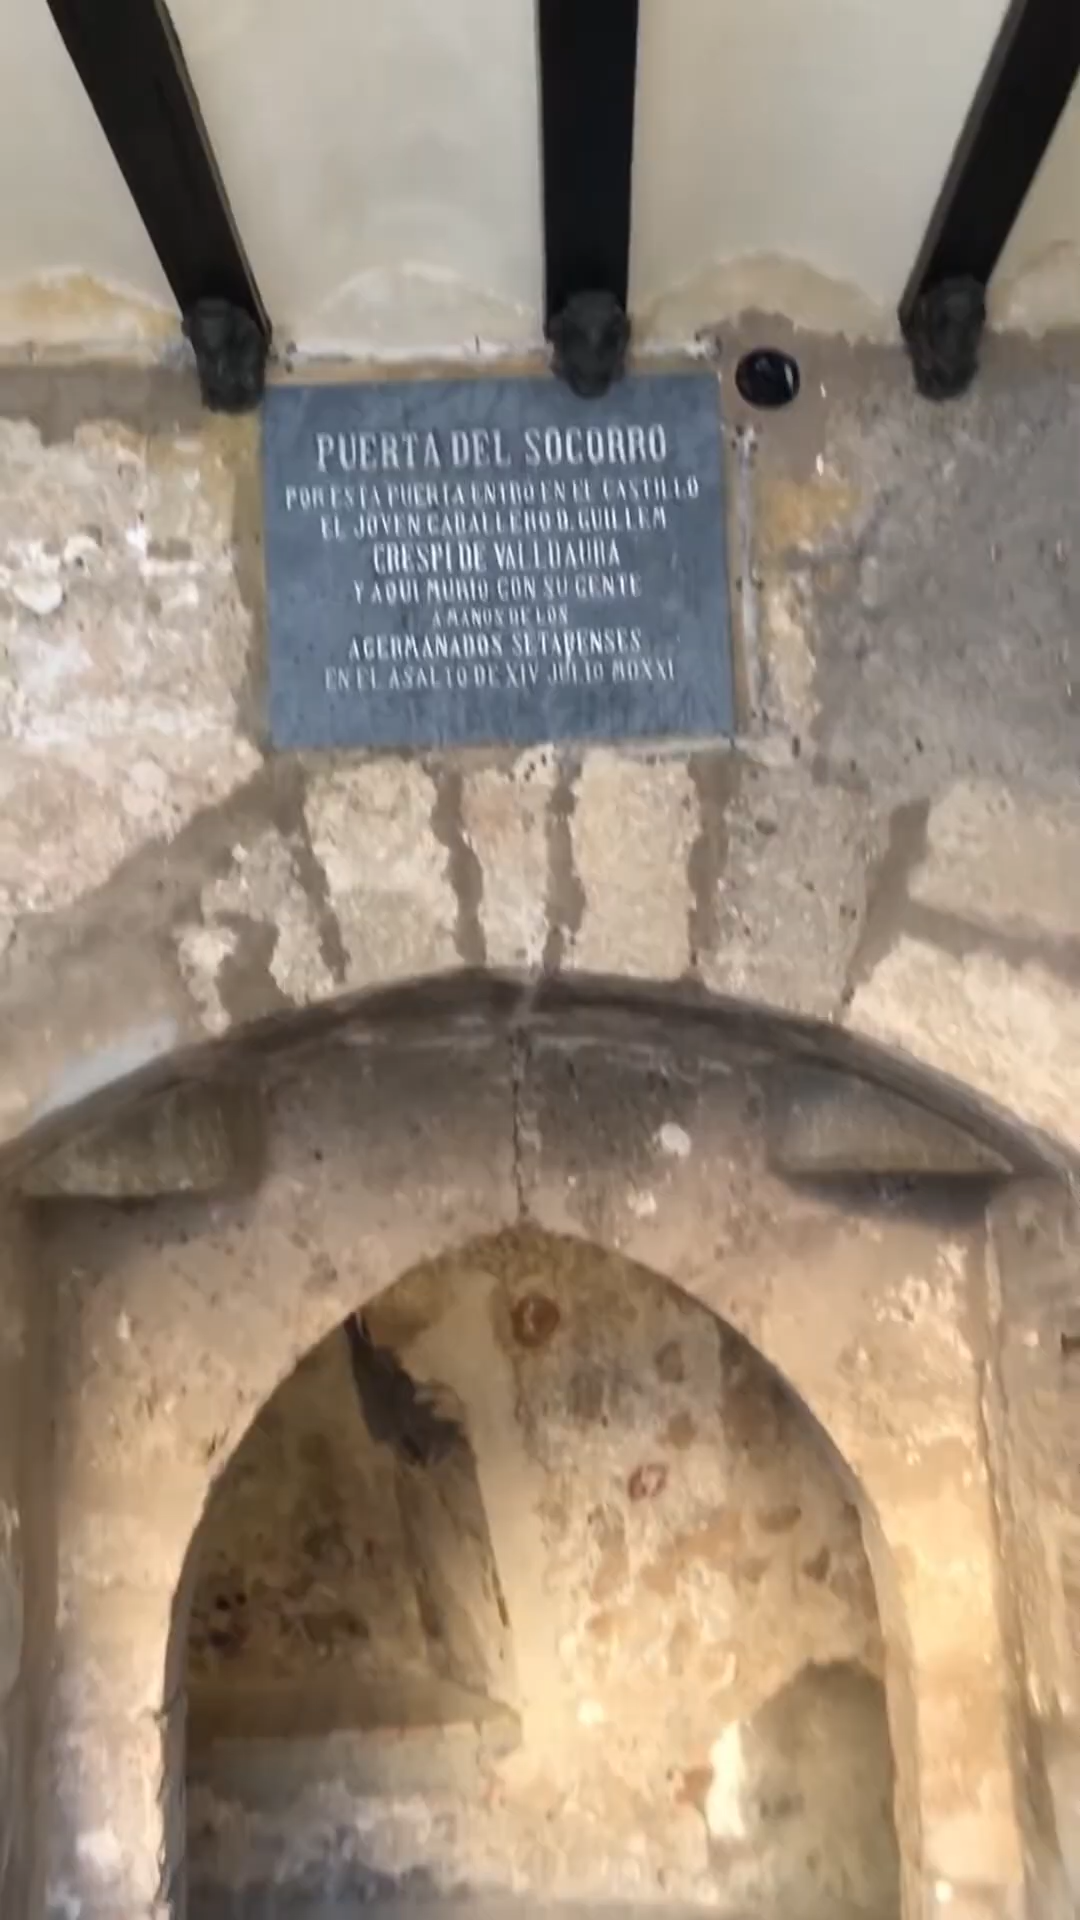 PUERTA DEL SOCORRO
POR ESTA PUERTA ENTRO EN EL CASTILLO
EL JOVEN CABALLERO D. GUILLEM
CRESPI DE VALLDAURA
Y AQUI MURIO CON SU GENTE
A MANOS DE LOS
AGERMANADOS SETABENSES
EN EL ASALTO DE XIV JULIO MDXXI